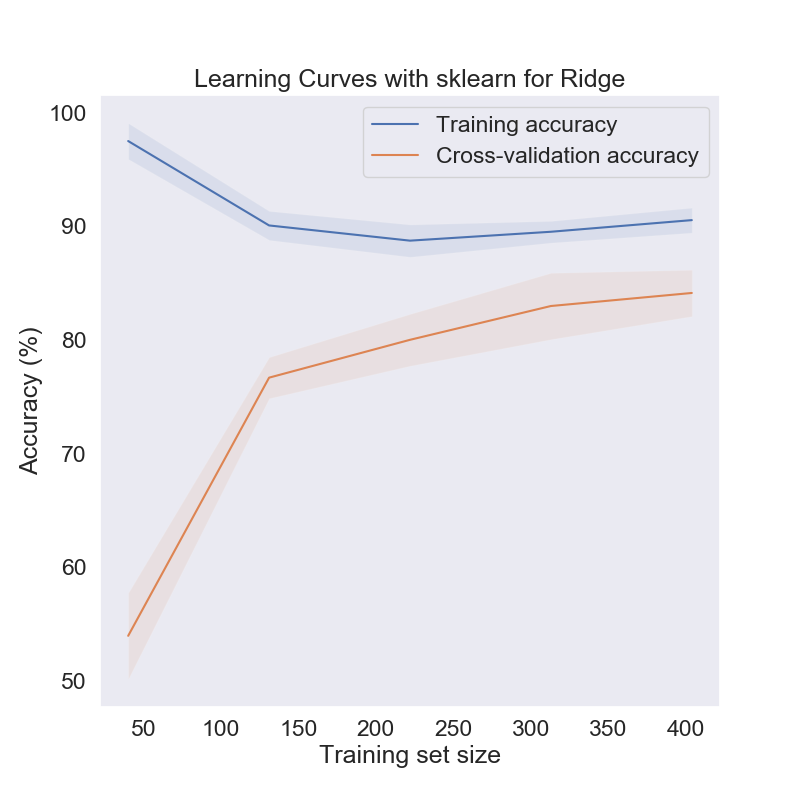 Learning Curves with sklearn for Ridge
Training accuracy
Cross-validation accuracy
100
90
80
70
60
50
Accuracy (%)
50 100 150 200 250 300 350 400
Training set size